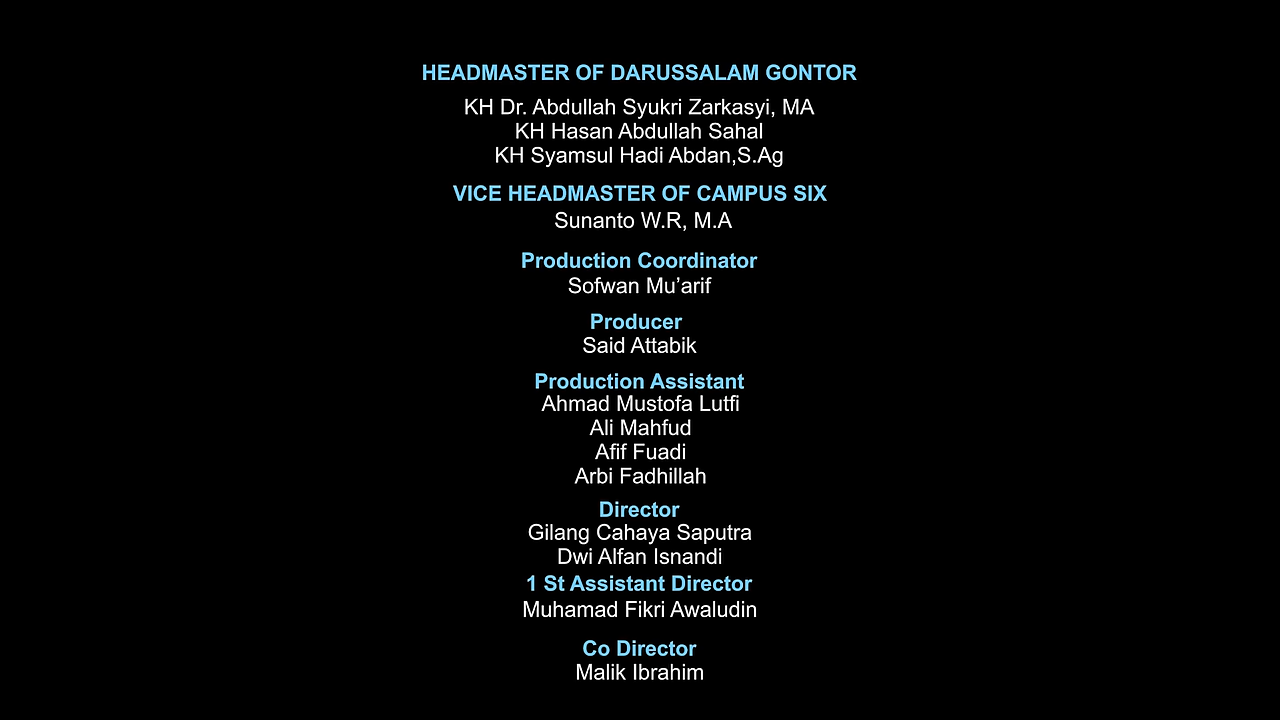 HEADMASTER OF DARUSSALAM GONTOR
KH Dr. Abdullah Syukri Zarkasyi, MA
KH Hasan Abdullah Sahal
KH Syamsul Hadi Abdan,S.Ag
VICE HEADMASTER OF CAMPUS SIX
Sunanto W.R, M.A
Production Coordinator
Sofwan Mu’arif
Producer
Said Attabik
Production Assistant
Ahmad Mustofa Lutfi
Ali Mahfud
Afif Fuadi
Arbi Fadhillah
Director
Gilang Cahaya Saputra
Dwi Alfan Isnandi
1 St Assistant Director
Muhamad Fikri Awaludin
Co Director
Malik Ibrahim